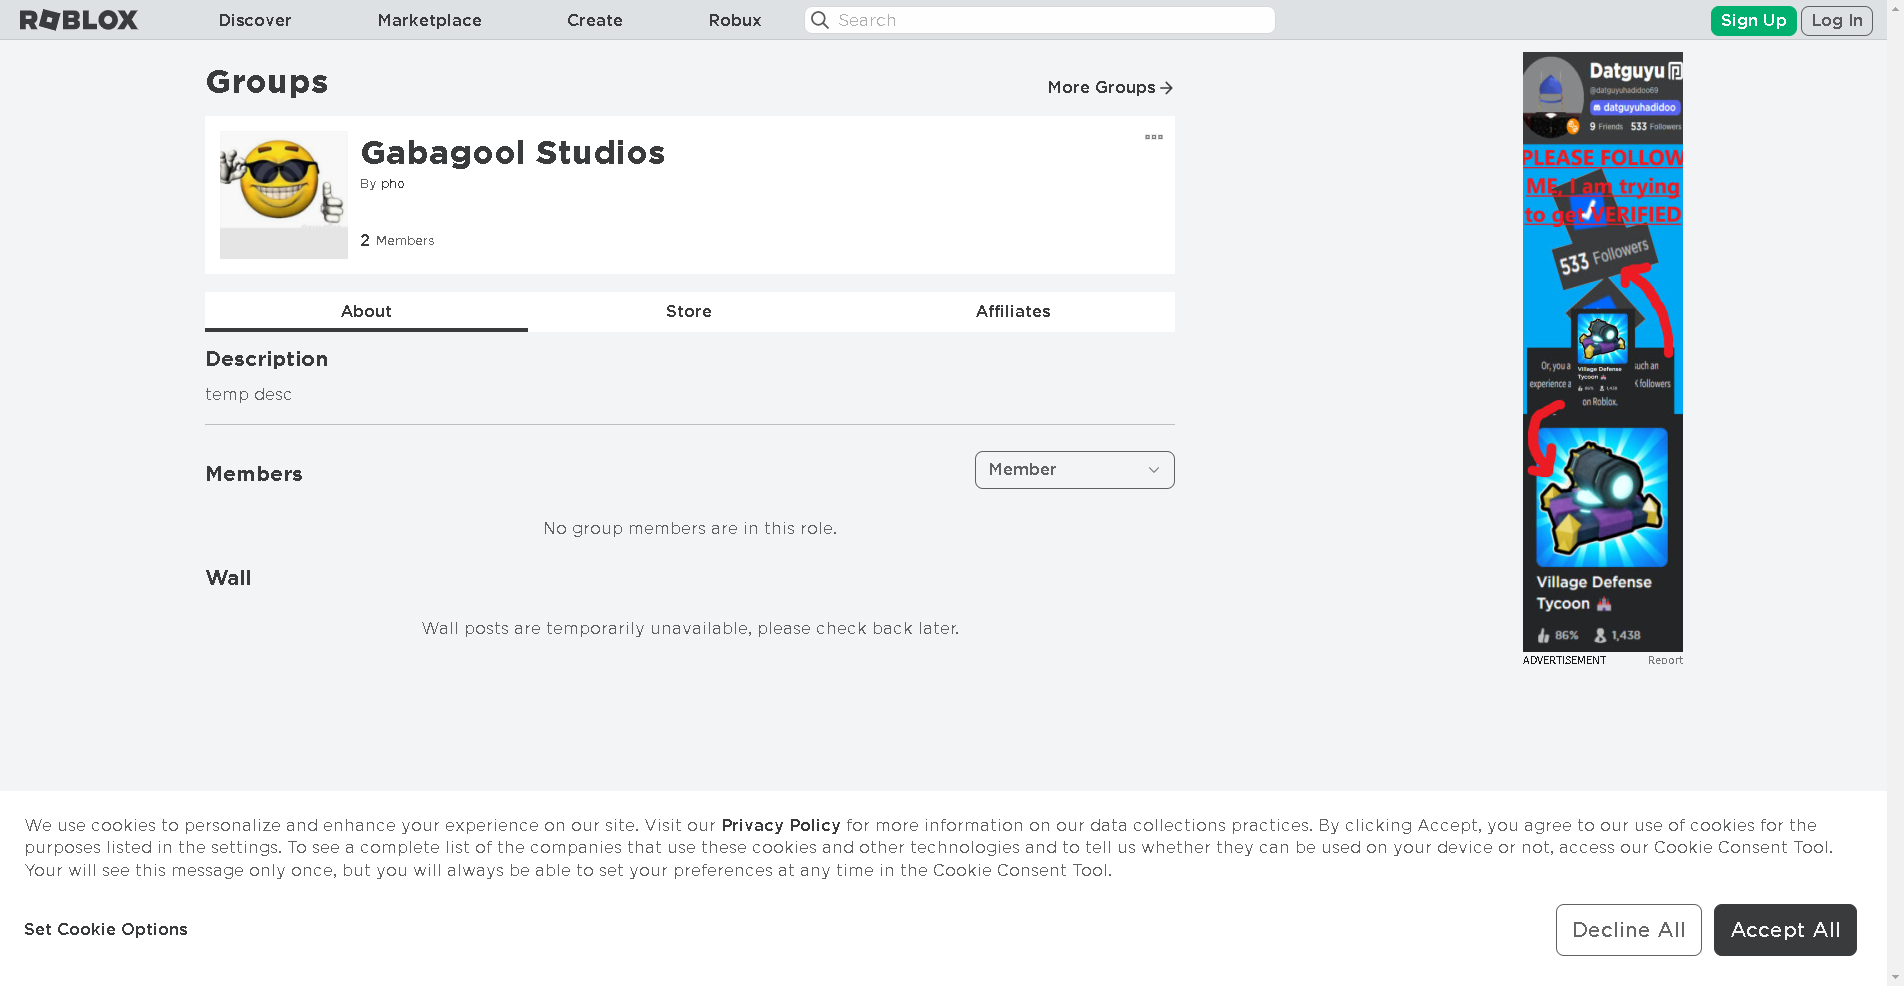 ROBLOX
Discover
Marketplace
Create
Robux
Search
Sign Up
Log In
Groups
More Groups
Gabagool Studios
By pho
2 Members
About
Store
Affiliates
Description
temp desc
Members
Member
No group members are in this role.
Wall
Wall posts are temporarily unavailable, please check back later.
Datguyu
@datguyuhadidoo69
datguyuhadidoo
9 Friends 533 Followers
PLEASE FOLLOW
ME, I am trying
to get VERIFIED
533 Followers
Or, you a
such an
experience a
K followers
on Roblox.
Village Defense
Tycoon
86% 1,438
Village Defense
Tycoon
86% 1,438
ADVERTISEMENT
Report
We use cookies to personalize and enhance your experience on our site. Visit our Privacy Policy for more information on our data collections practices. By clicking Accept, you agree to our use of cookies for the
purposes listed in the settings. To see a complete list of the companies that use these cookies and other technologies and to tell us whether they can be used on your device or not, access our Cookie Consent Tool.
Your will see this message only once, but you will always be able to set your preferences at any time in the Cookie Consent Tool.
Set Cookie Options
Decline All
Accept All